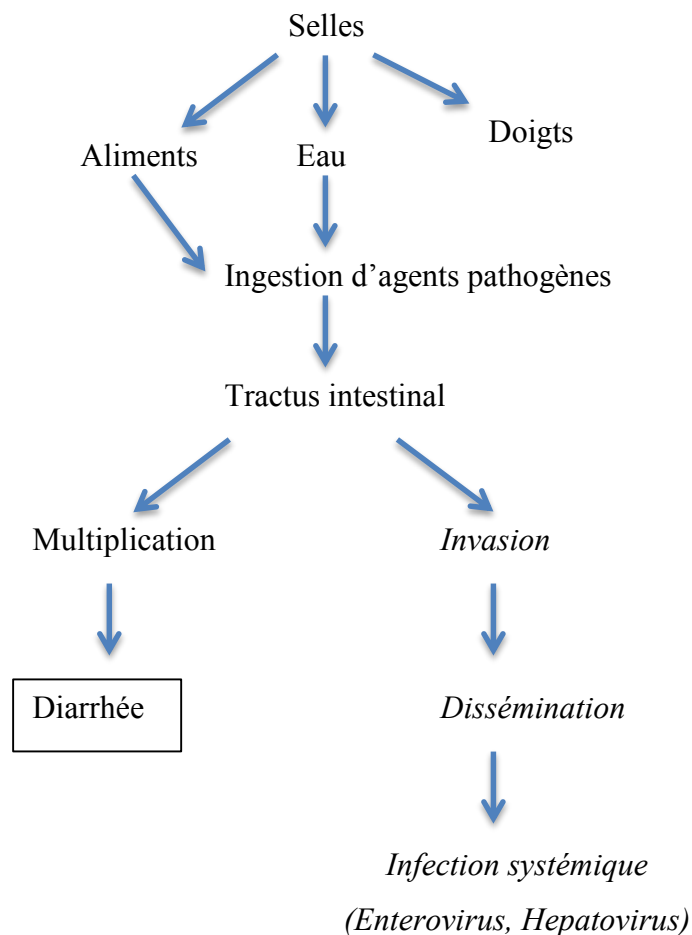 Selles
Aliments
Eau
Doigts
Ingestion d’agents pathogènes
Tractus intestinal
Multiplication
Invasion
Diarrhée
Dissémination
Infection systémique
(Enterovirus, Hepatovirus)